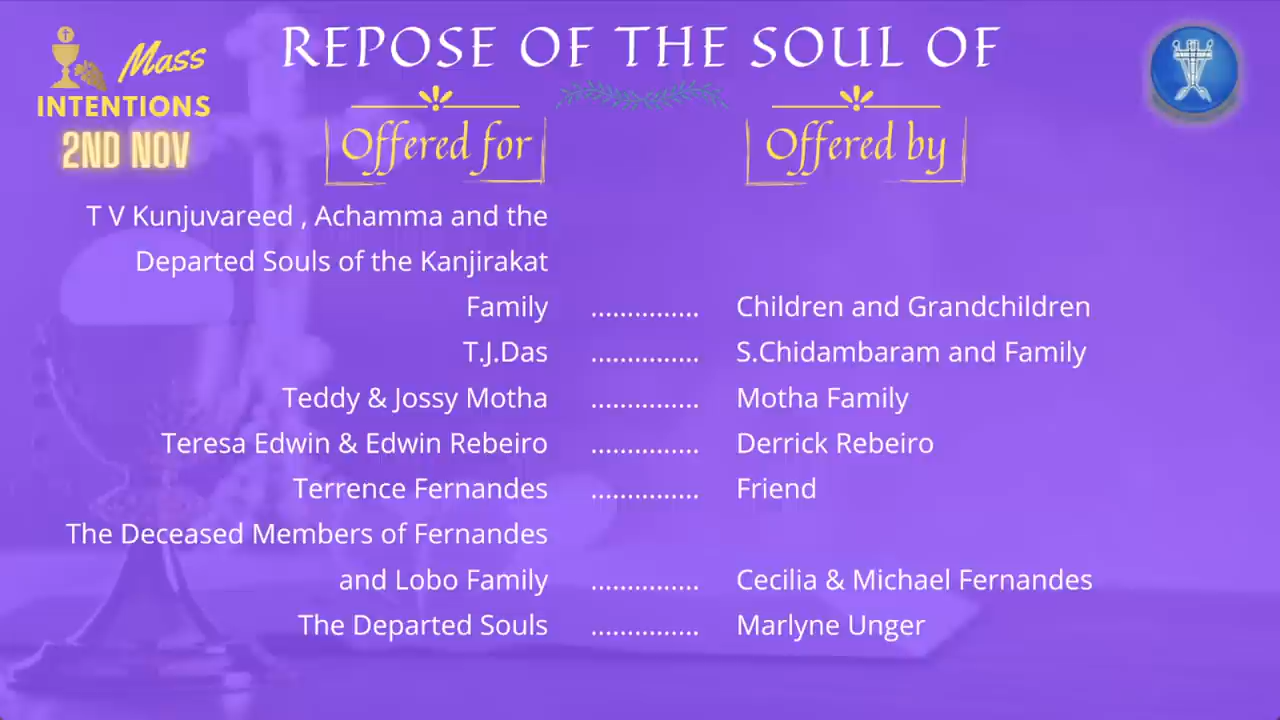 Mass
INTENTIONS
2ND NOV
REPOSE OF THE SOUL OF
Offered for Offered by
T V Kunjuvareed , Achamma and the
Departed Souls of the Kanjirakat
Family ............... Children and Grandchildren
T.J.Das ............... S.Chidambaram and Family
Teddy & Jossy Motha ............... Motha Family
Teresa Edwin & Edwin Rebeiro ............... Derrick Rebeiro
Terrence Fernandes ............... Friend
The Deceased Members of Fernandes
and Lobo Family ............... Cecilia & Michael Fernandes
The Departed Souls ............... Marlyne Unger